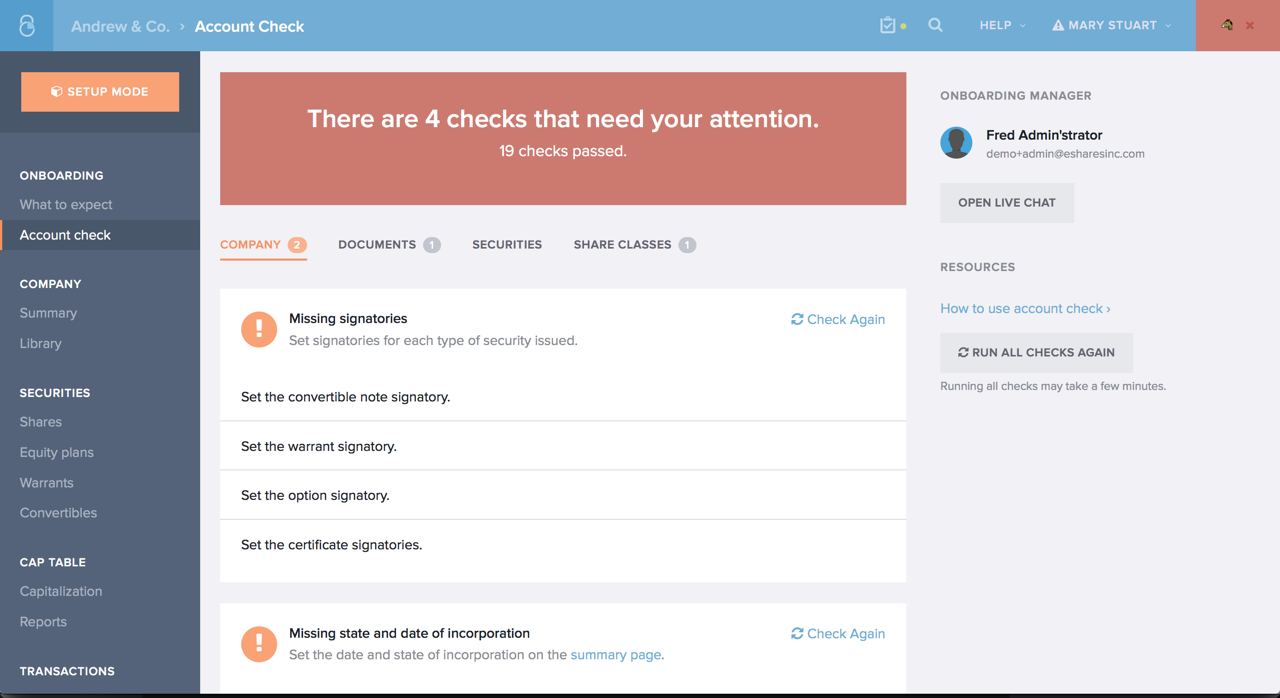 Andrew & Co. › Account Check
HELP
MARY STUART
SETUP MODE
ONBOARDING
What to expect
Account check
COMPANY
Summary
Library
SECURITIES
Shares
Equity plans
Warrants
Convertibles
CAP TABLE
Capitalization
Reports
TRANSACTIONS
There are 4 checks that need your attention.
19 checks passed.
COMPANY 2 DOCUMENTS 1 SECURITIES SHARE CLASSES 1
Missing signatories
Check Again
Set signatories for each type of security issued.
Set the convertible note signatory.
Set the warrant signatory.
Set the option signatory.
Set the certificate signatories.
Missing state and date of incorporation
Check Again
Set the date and state of incorporation on the summary page.
ONBOARDING MANAGER
Fred Admin'strator
demo+admin@esharesinc.com
OPEN LIVE CHAT
RESOURCES
How to use account check ›
RUN ALL CHECKS AGAIN
Running all checks may take a few minutes.